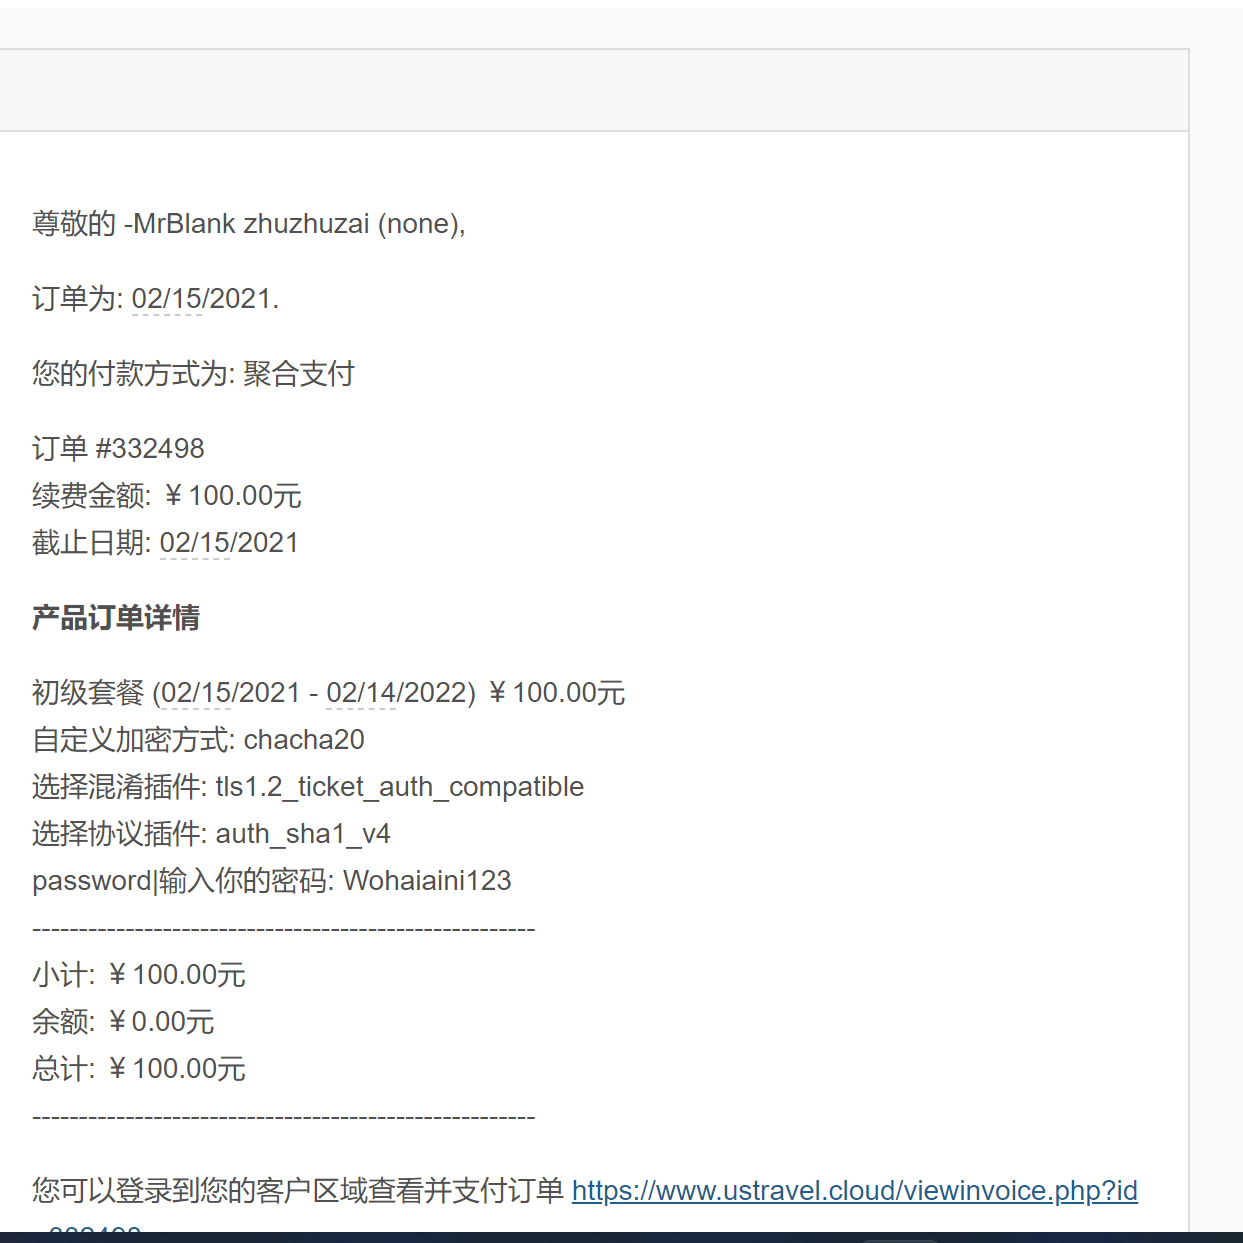 尊敬的 -MrBlank zhuzhuzai (none),
订单为: 02/15/2021.
您的付款方式为: 聚合支付
订单 #332498
续费金额: ￥100.00元
截止日期: 02/15/2021
产品订单详情
初级套餐 (02/15/2021 - 02/14/2022) ￥100.00元
自定义加密方式: chacha20
选择混淆插件: tls1.2_ticket_auth_compatible
选择协议插件: auth_sha1_v4
password|输入你的密码: Wohaiaini123
------------------------------------------------------
小计: ￥100.00元
余额: ￥0.00元
总计: ￥100.00元
------------------------------------------------------
您可以登录到您的客户区域查看并支付订单 https://www.ustravel.cloud/viewinvoice.php?id